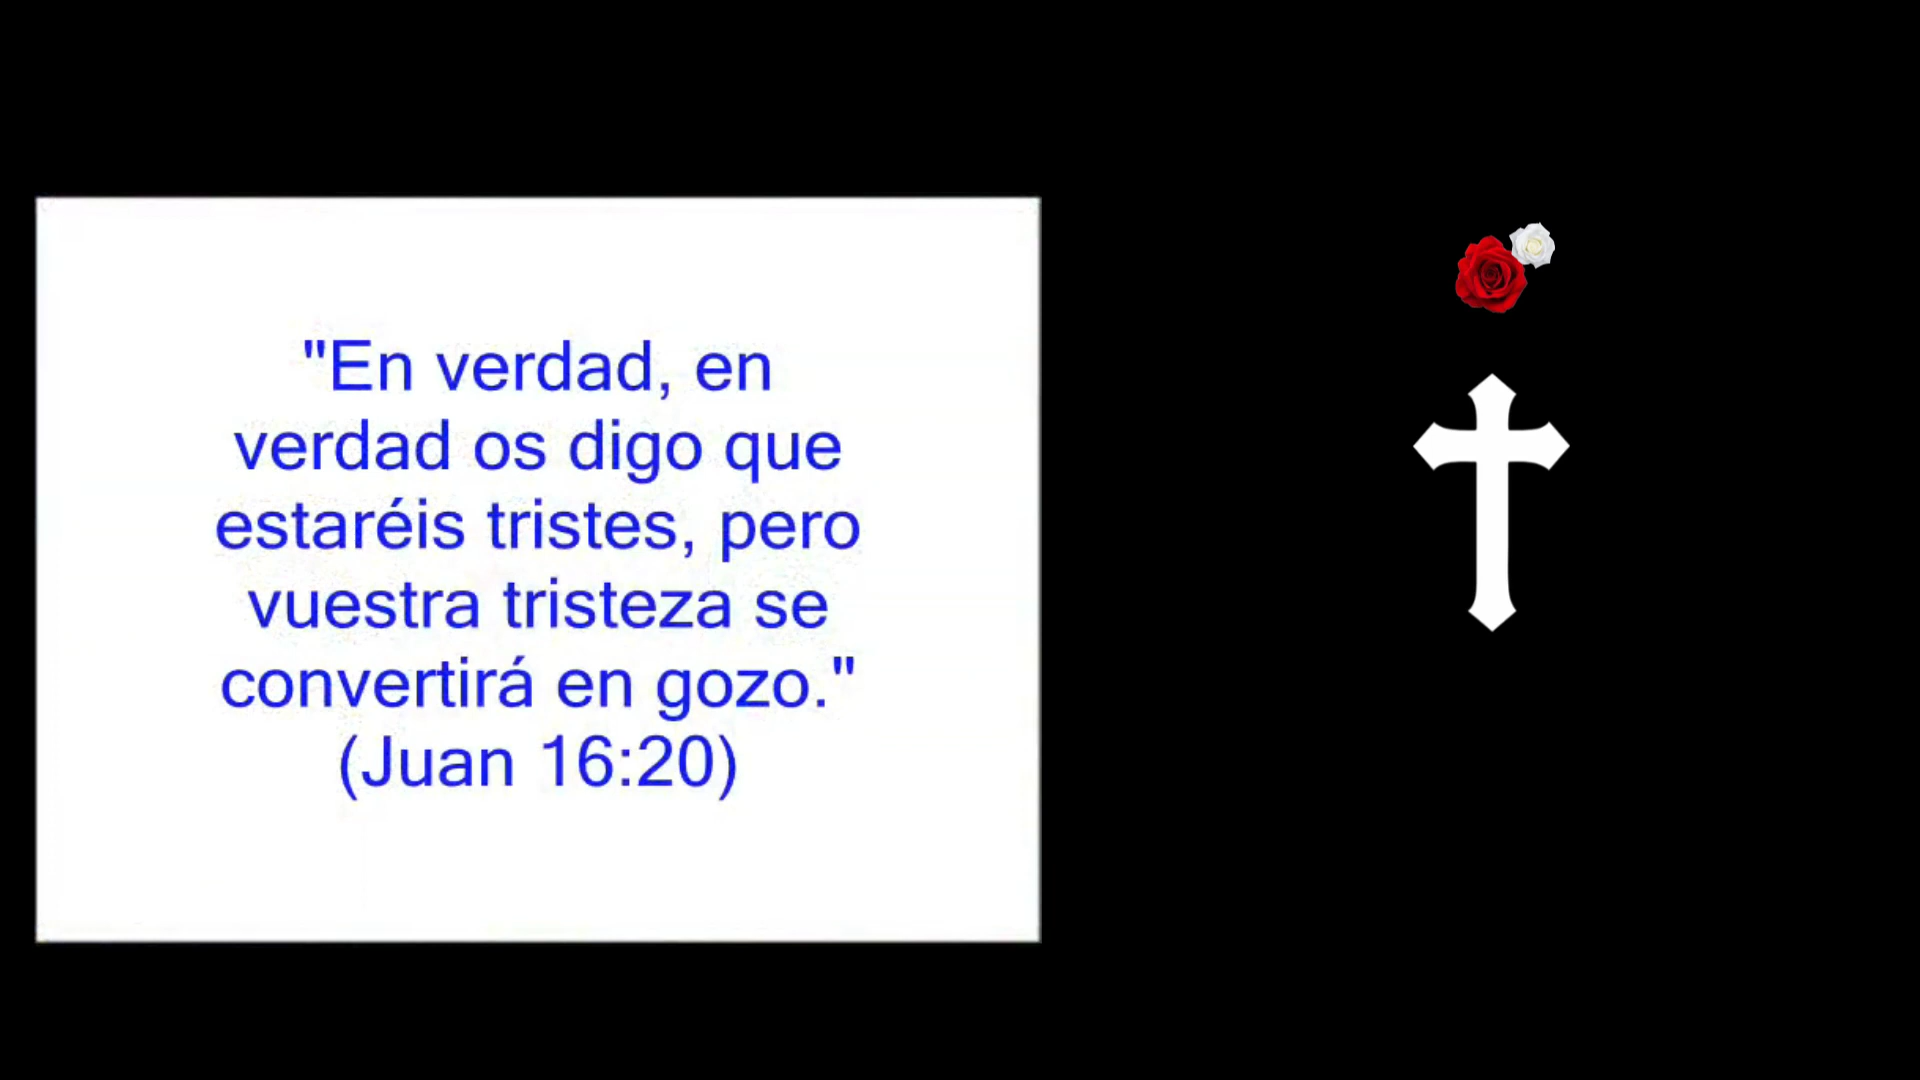 "En verdad, en
verdad os digo que
estaréis tristes, pero
vuestra tristeza se
convertirá en gozo."
(Juan 16:20)